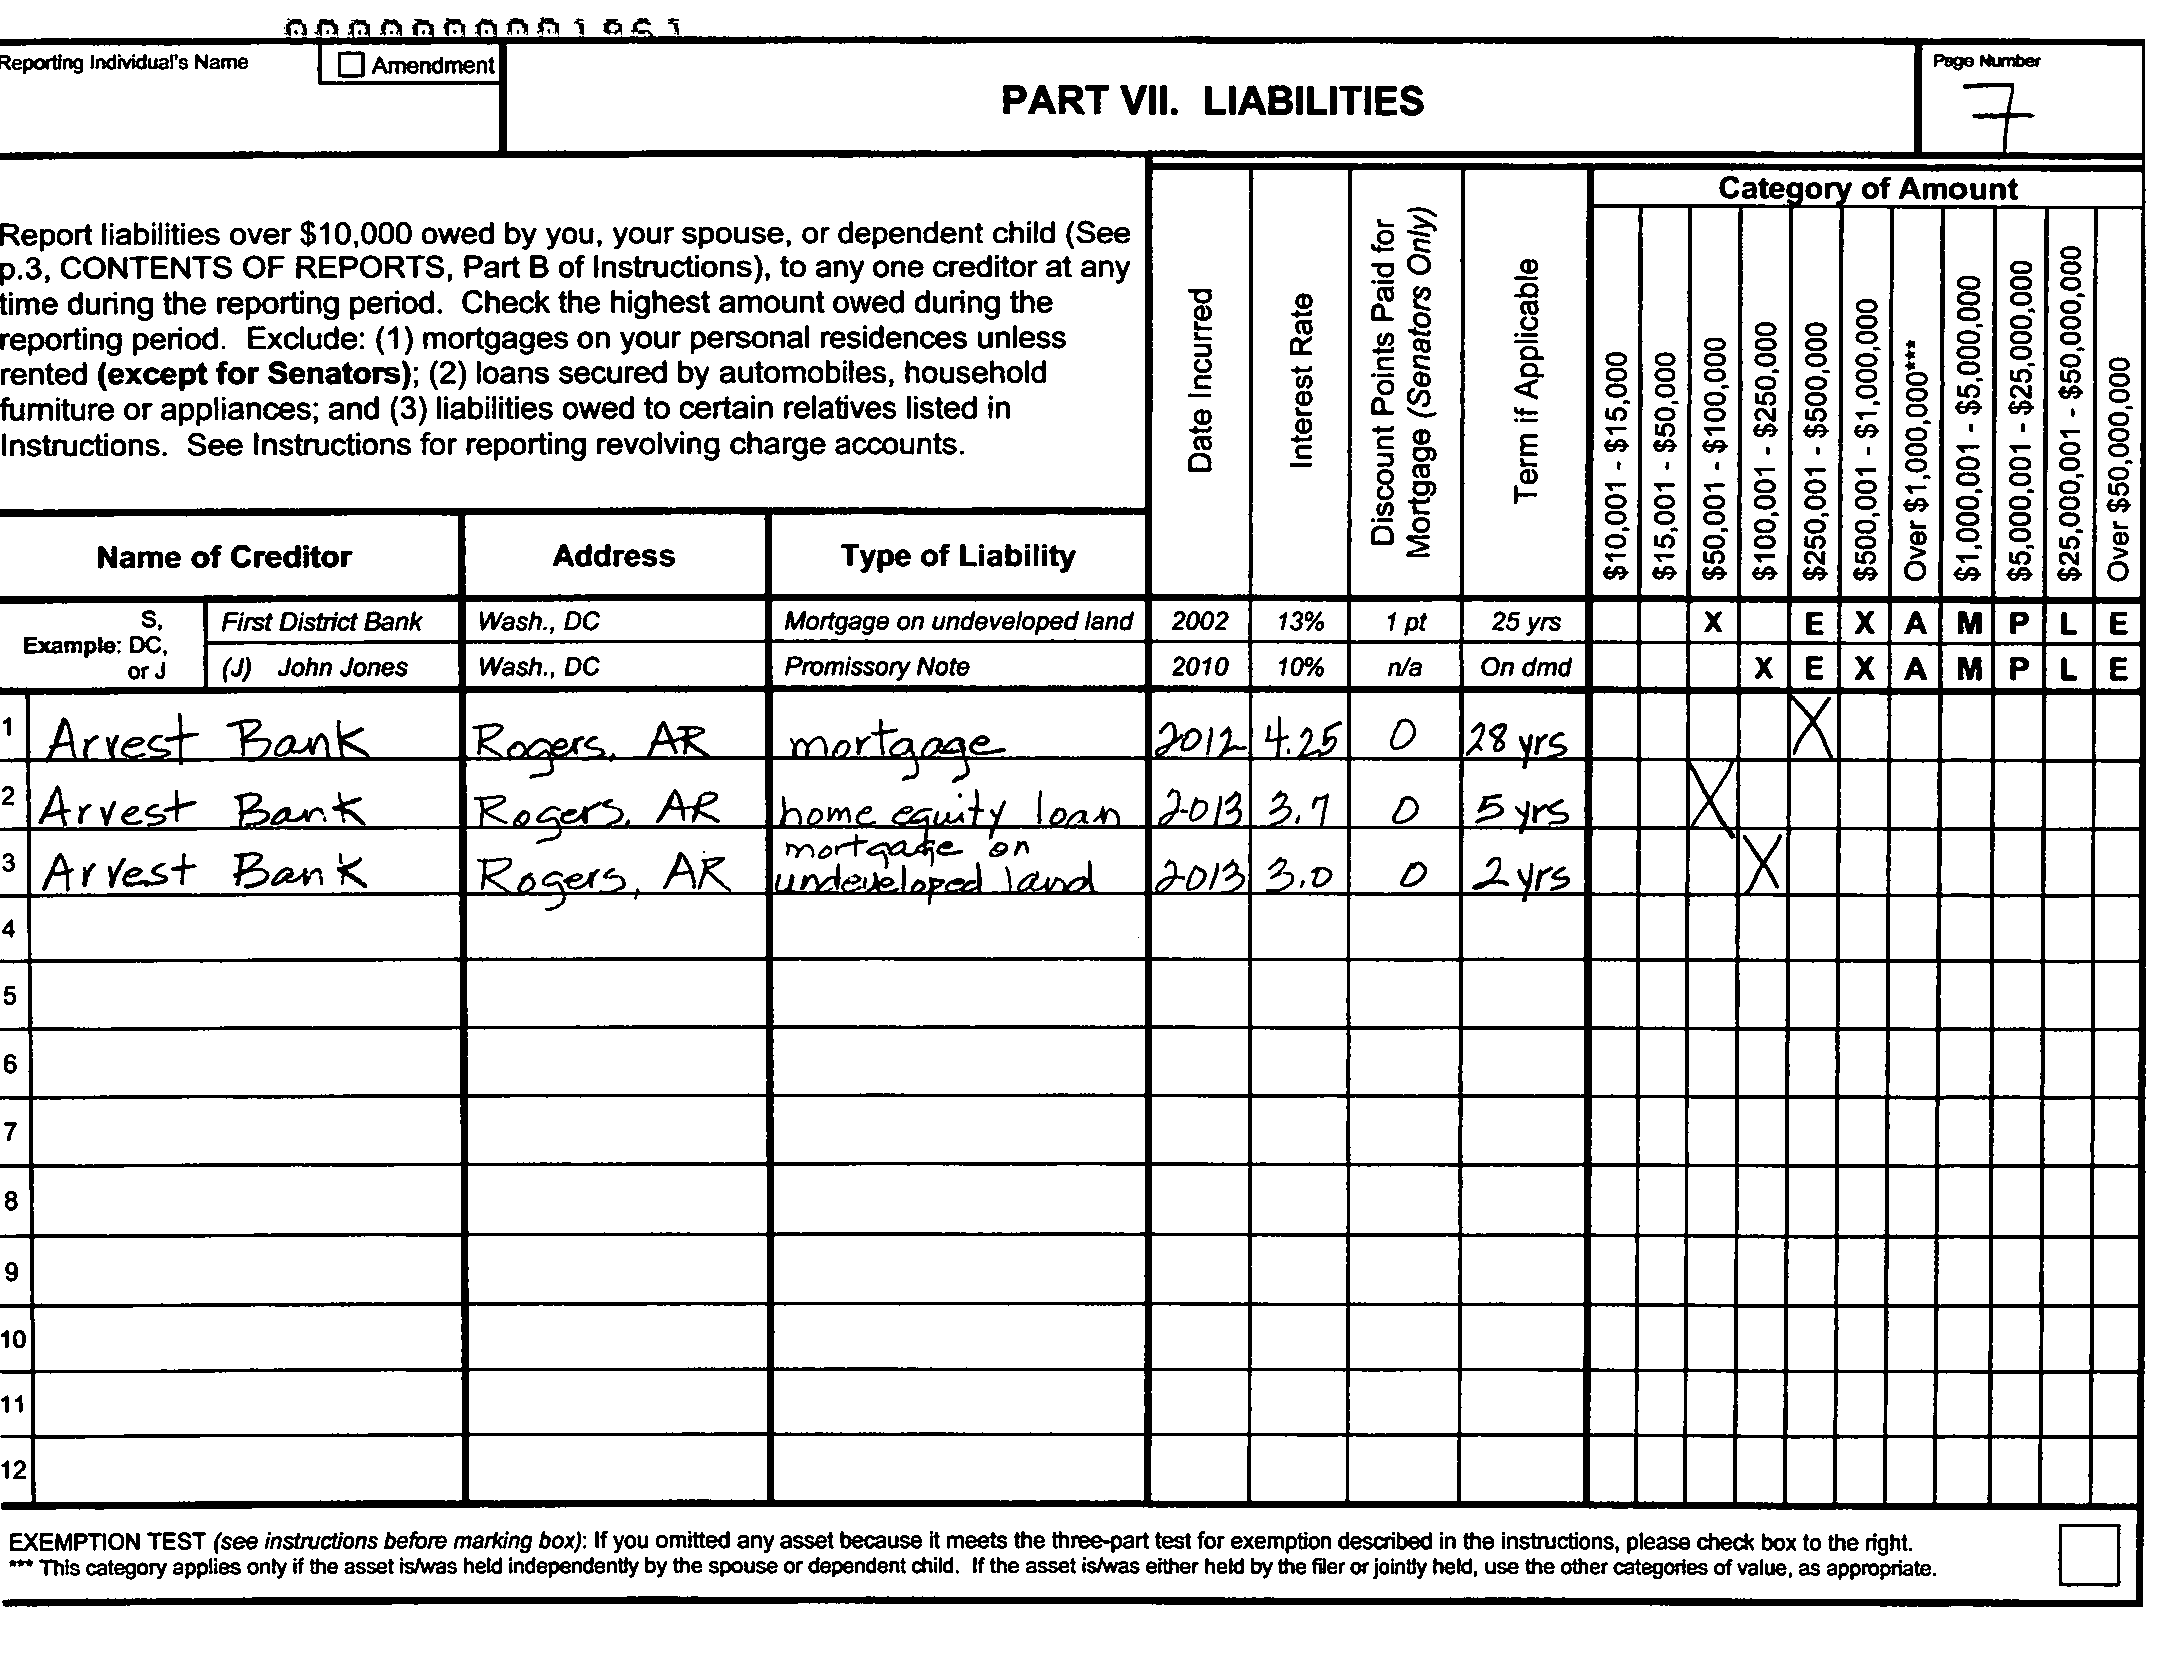 Reporting Individual's Name
Amendment
PART VII. LIABILITIES
Page Number
7
Report liabilities over $10,000 owed by you, your spouse, or dependent child (See
p.3, CONTENTS OF REPORTS, Part B of Instructions), to any one creditor at any
time during the reporting period. Check the highest amount owed during the
reporting period. Exclude: (1) mortgages on your personal residences unless
rented (except for Senators); (2) loans secured by automobiles, household
furniture or appliances; and (3) liabilities owed to certain relatives listed in
Instructions. See Instructions for reporting revolving charge accounts.
Date Incurred
Interest Rate
Discount Points Paid for
Mortgage (Senators Only)
Term if Applicable
Category of Amount
$10,001 - $15,000
$15,001 - $50,000
$50,001 - $100,000
$100,001 - $250,000
$250,001 - $500,000
$500,001 - $1,000,000
Over $1,000,000***
$1,000,001 - $5,000,000
$5,000,001 - $25,000,000
$25,000,001 - $50,000,000
Over $50,000,000
Name of Creditor Address Type of Liability
Example: S, DC, or J
First District Bank Wash., DC Mortgage on undeveloped land 2002 13% 1 pt 25 yrs X E X A M P L E
(J) John Jones Wash., DC Promissory Note 2010 10% n/a On dmd X E X A M P L E
1 Arvest Bank Rogers, AR mortgage 2012 4.25 0 28 yrs X
2 Arvest Bank Rogers, AR home equity loan 2013 3.7 0 5 yrs X
3 Arvest Bank Rogers, AR mortgage on undeveloped land 2013 3.0 0 2 yrs X
4
5
6
7
8
9
10
11
12
EXEMPTION TEST (see instructions before marking box): If you omitted any asset because it meets the three-part test for exemption described in the instructions, please check box to the right.
*** This category applies only if the asset is/was held independently by the spouse or dependent child. If the asset is/was either held by the filer or jointly held, use the other categories of value, as appropriate.